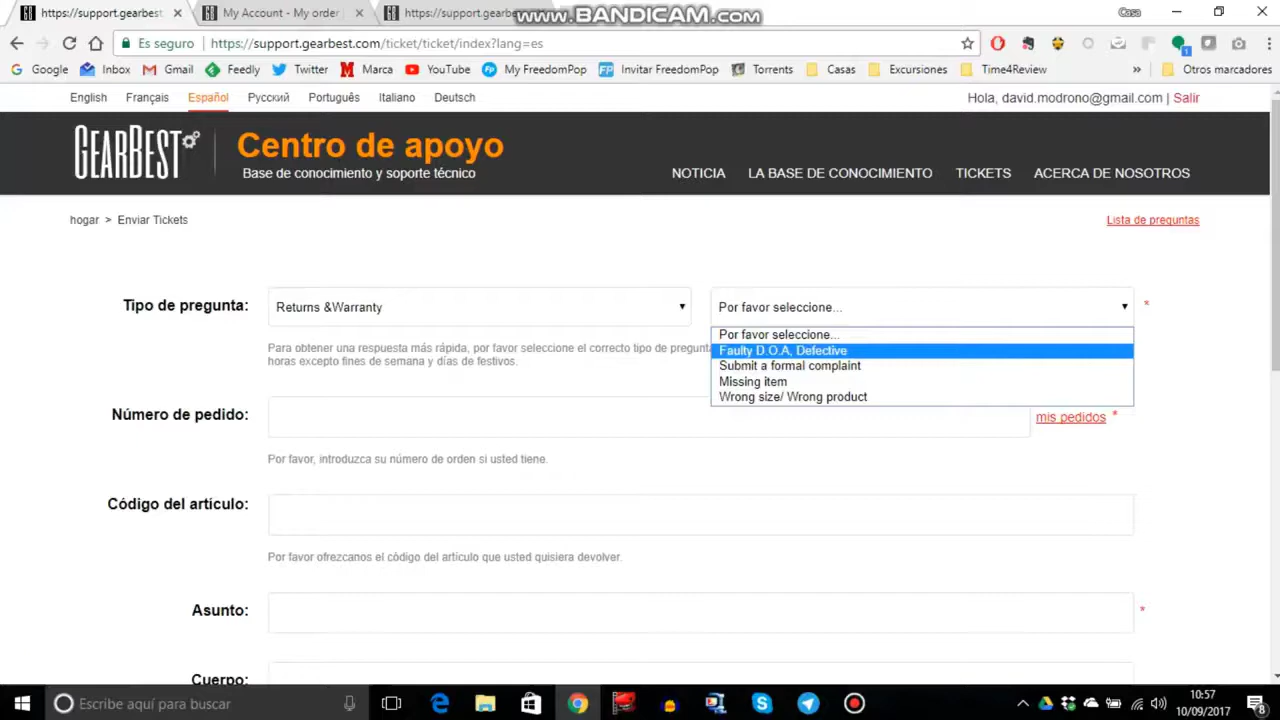 www.BANDICAM.com
https://support.gearbest
My Account - My order
https://support.gearbe
Casa
Es seguro
https://support.gearbest.com/ticket/ticket/index?lang=es
Google
Inbox
Gmail
Feedly
Twitter
Marca
YouTube
My FreedomPop
Invitar FreedomPop
Torrents
Casas
Excursiones
Time4Review
»
Otros marcadores
English
Français
Español
Русский
Português
Italiano
Deutsch
Hola, david.modrono@gmail.com | Salir
GEARBEST
Centro de apoyo
Base de conocimiento y soporte técnico
NOTICIA
LA BASE DE CONOCIMIENTO
TICKETS
ACERCA DE NOSOTROS
hogar > Enviar Tickets
Lista de preguntas
Tipo de pregunta:
Returns &Warranty
Por favor seleccione...
*
Para obtener una respuesta más rápida, por favor seleccione el correcto tipo de pregunta
horas excepto fines de semana y días de festivos.
Por favor seleccione...
Faulty D.O.A, Defective
Submit a formal complaint
Missing item
Wrong size/ Wrong product
Número de pedido:
mis pedidos *
Por favor, introduzca su número de orden si usted tiene.
Código del artículo:
Por favor ofrezcanos el código del artículo que usted quisiera devolver.
Asunto:
*
Cuerpo:
Escribe aquí para buscar
10:57
10/09/2017
8